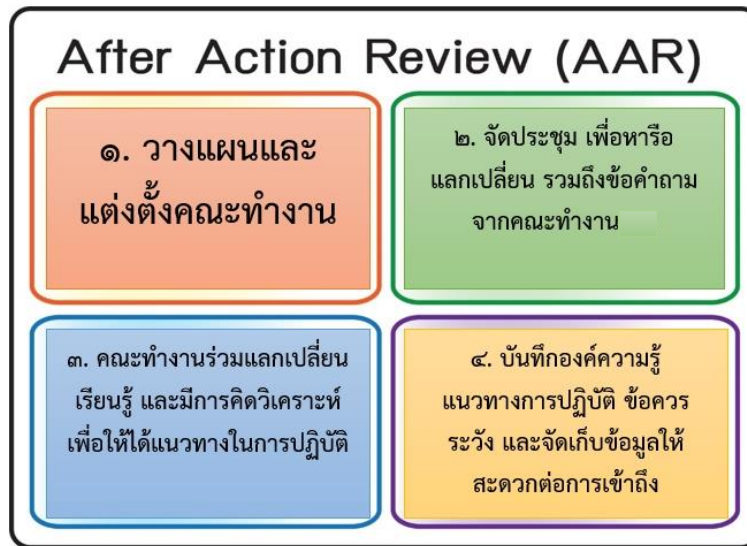 After Action Review (AAR)
๑. วางแผนและ
แต่งตั้งคณะทำงาน
๒. จัดประชุม เพื่อหารือ
แลกเปลี่ยน รวมถึงข้อคำถาม
จากคณะทำงาน
๓. คณะทำงานร่วมแลกเปลี่ยน
เรียนรู้ และมีการคิดวิเคราะห์
เพื่อให้ได้แนวทางในการปฏิบัติ
๔. บันทึกองค์ความรู้
แนวทางการปฏิบัติ ข้อควร
ระวัง และจัดเก็บข้อมูลให้
สะดวกต่อการเข้าถึง